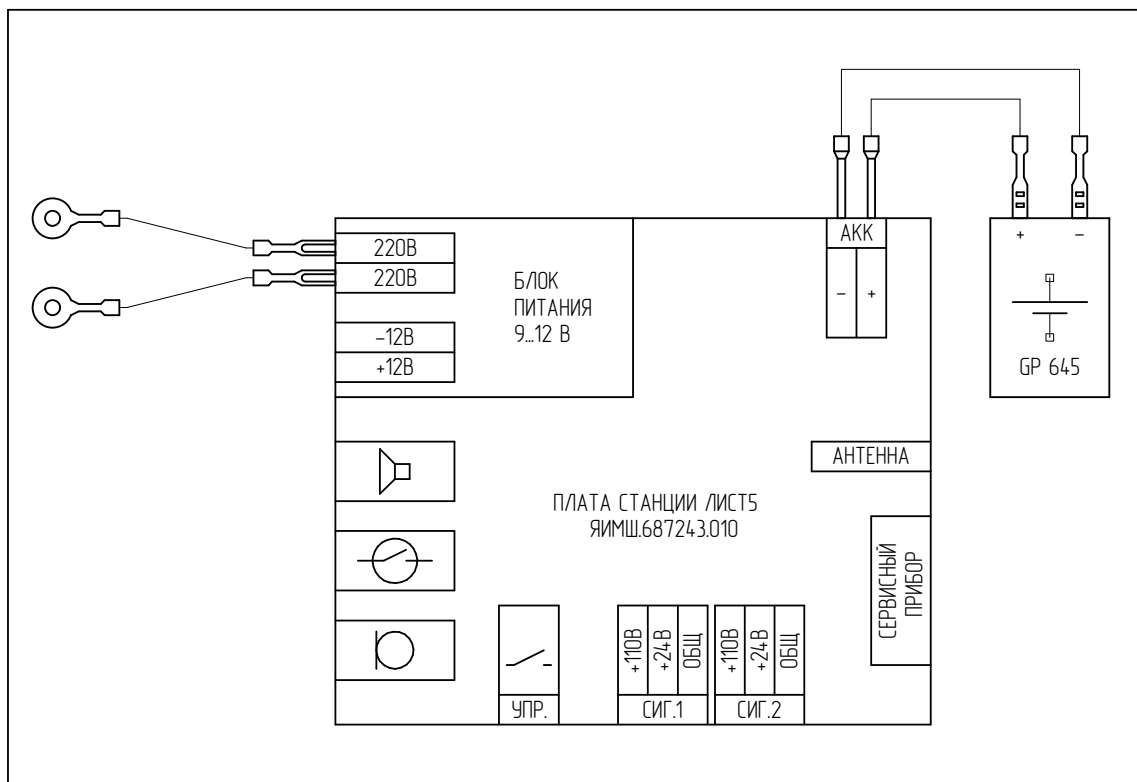 АКК
–
+
+
–
GP 645
220В
220В
–12В
+12В
БЛОК
ПИТАНИЯ
9...12 В
АНТЕННА
ПЛАТА СТАНЦИИ ЛИСТ5
ЯИМШ.687243.010
СЕРВИСНЫЙ
ПРИБОР
УПР.
+110В
+24В
ОБЩ
СИГ.1
+110В
+24В
ОБЩ
СИГ.2